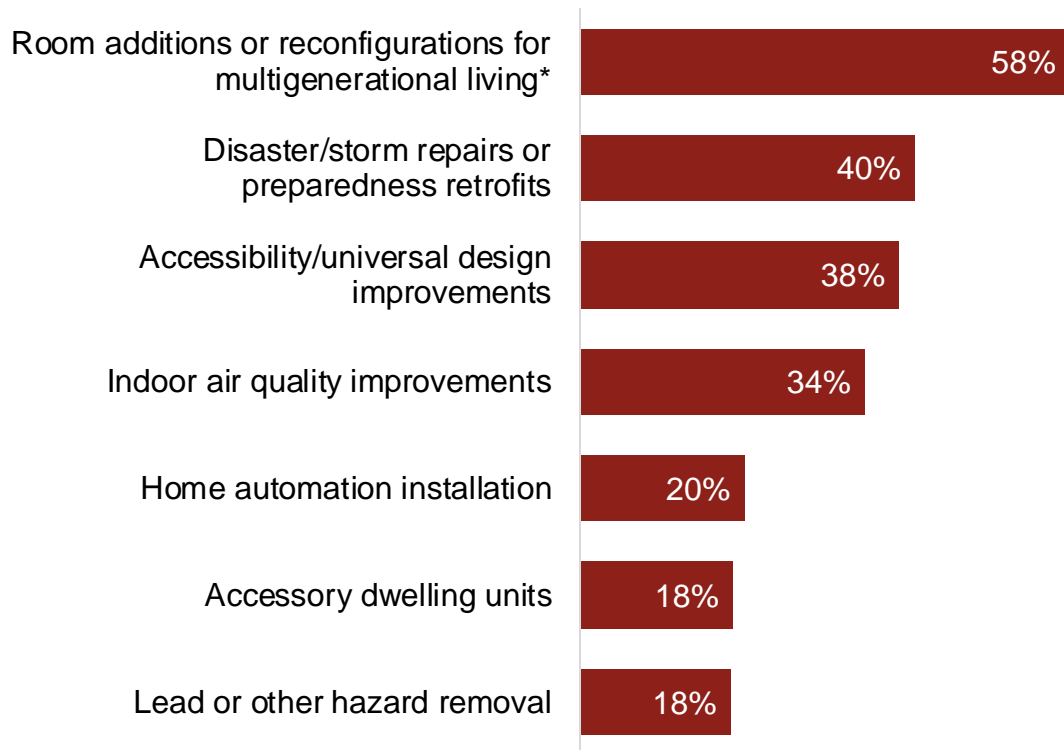 Room additions or reconfigurations for
multigenerational living*
58%
Disaster/storm repairs or
preparedness retrofits
40%
Accessibility/universal design
improvements
38%
Indoor air quality improvements
34%
Home automation installation
20%
Accessory dwelling units
18%
Lead or other hazard removal
18%